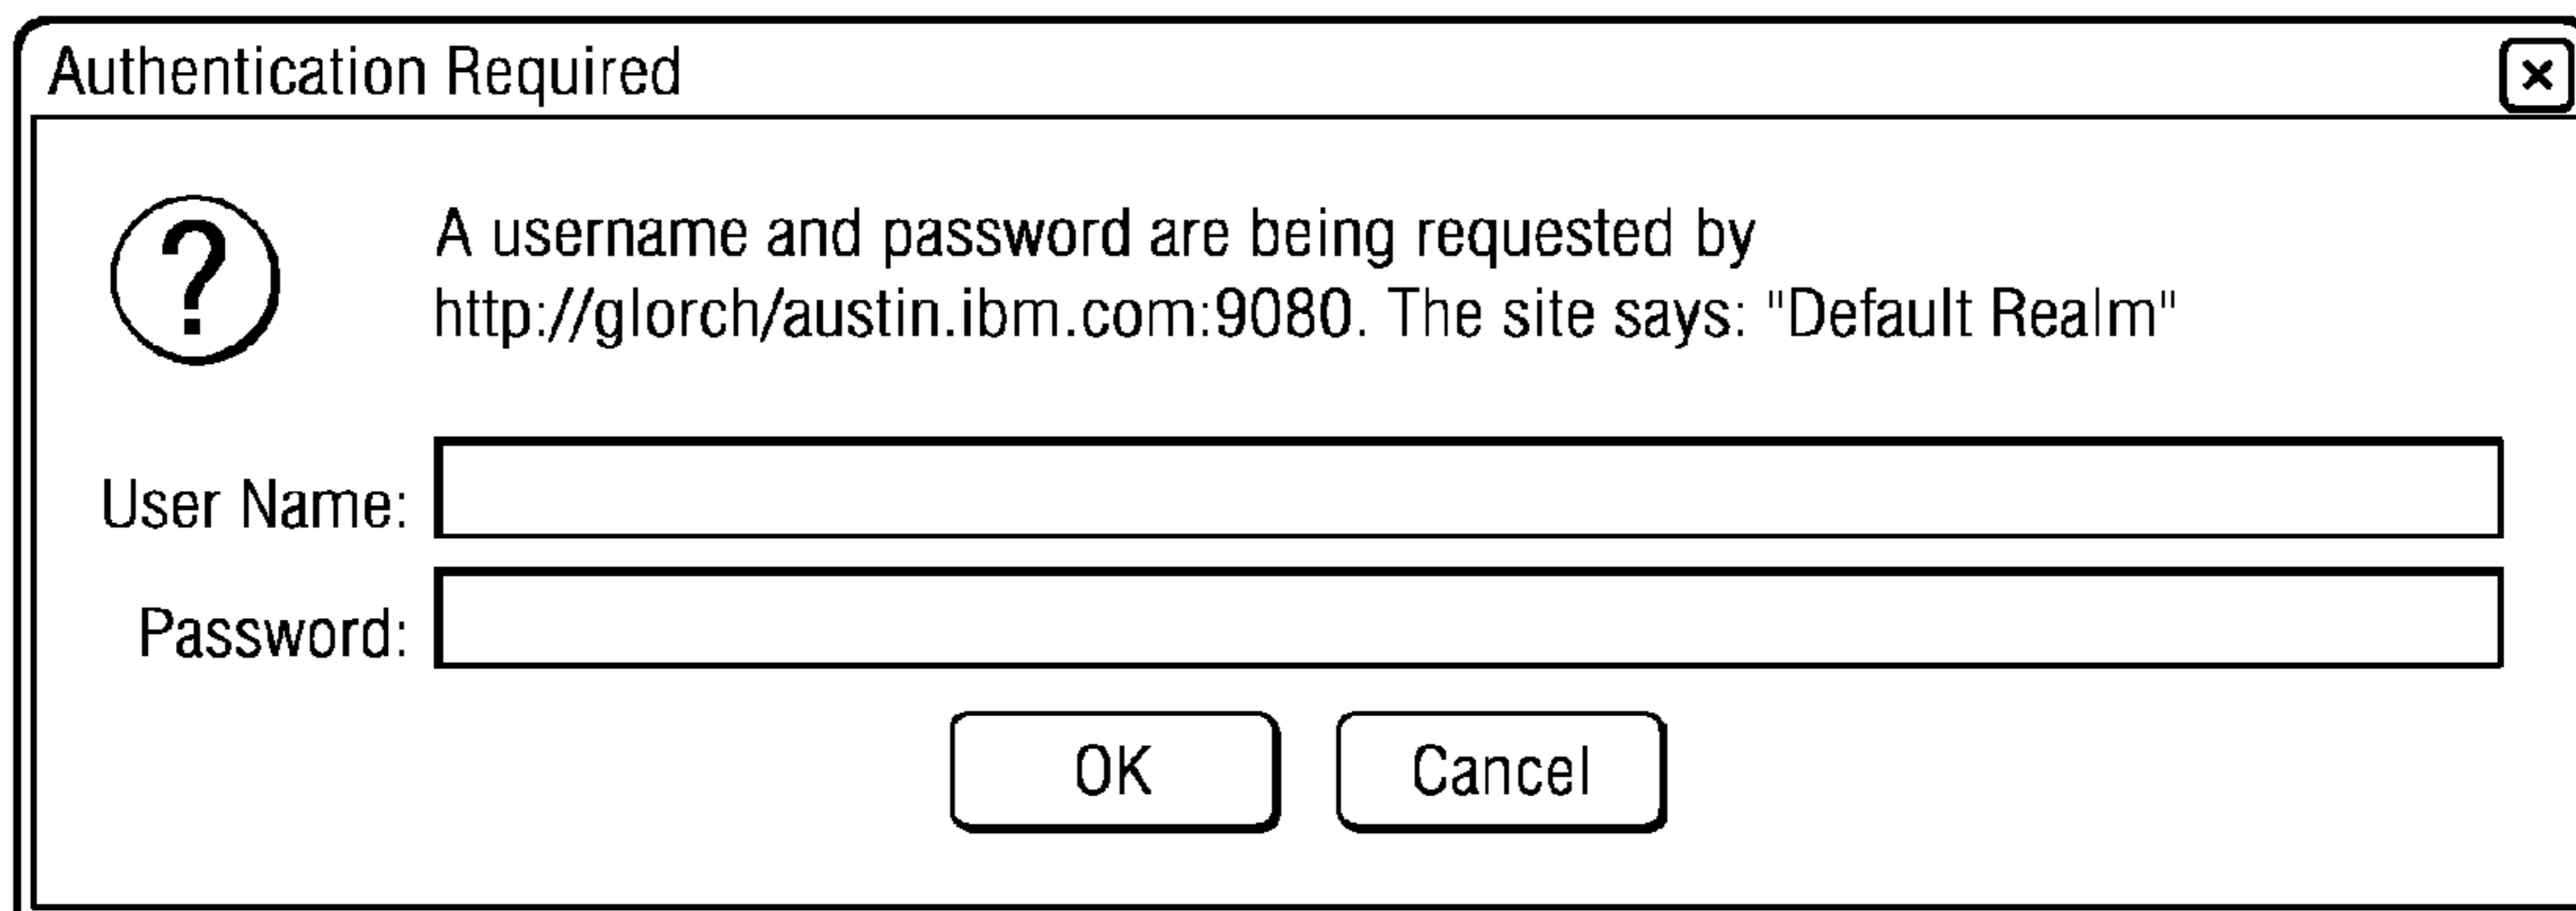 Authentication Required
×
?
A username and password are being requested by
http://glorch/austin.ibm.com:9080. The site says: "Default Realm"
User Name:
Password:
OK Cancel